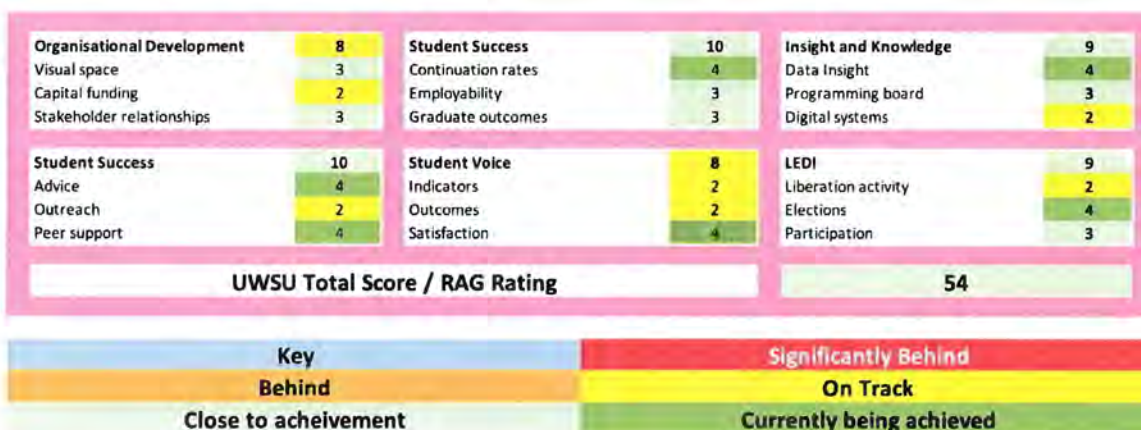 Organisational Development 8
Visual space 3
Capital funding 2
Stakeholder relationships 3
Student Success 10
Continuation rates 4
Employability 3
Graduate outcomes 3
Insight and Knowledge 9
Data Insight 4
Programming board 3
Digital systems 2
Student Success 10
Advice 4
Outreach 2
Peer support 4
Student Voice 8
Indicators 2
Outcomes 2
Satisfaction 4
LEDI 9
Liberation activity 2
Elections 4
Participation 3
UWSU Total Score / RAG Rating 54
Key Significantly Behind
Behind On Track
Close to acheivement Currently being achieved